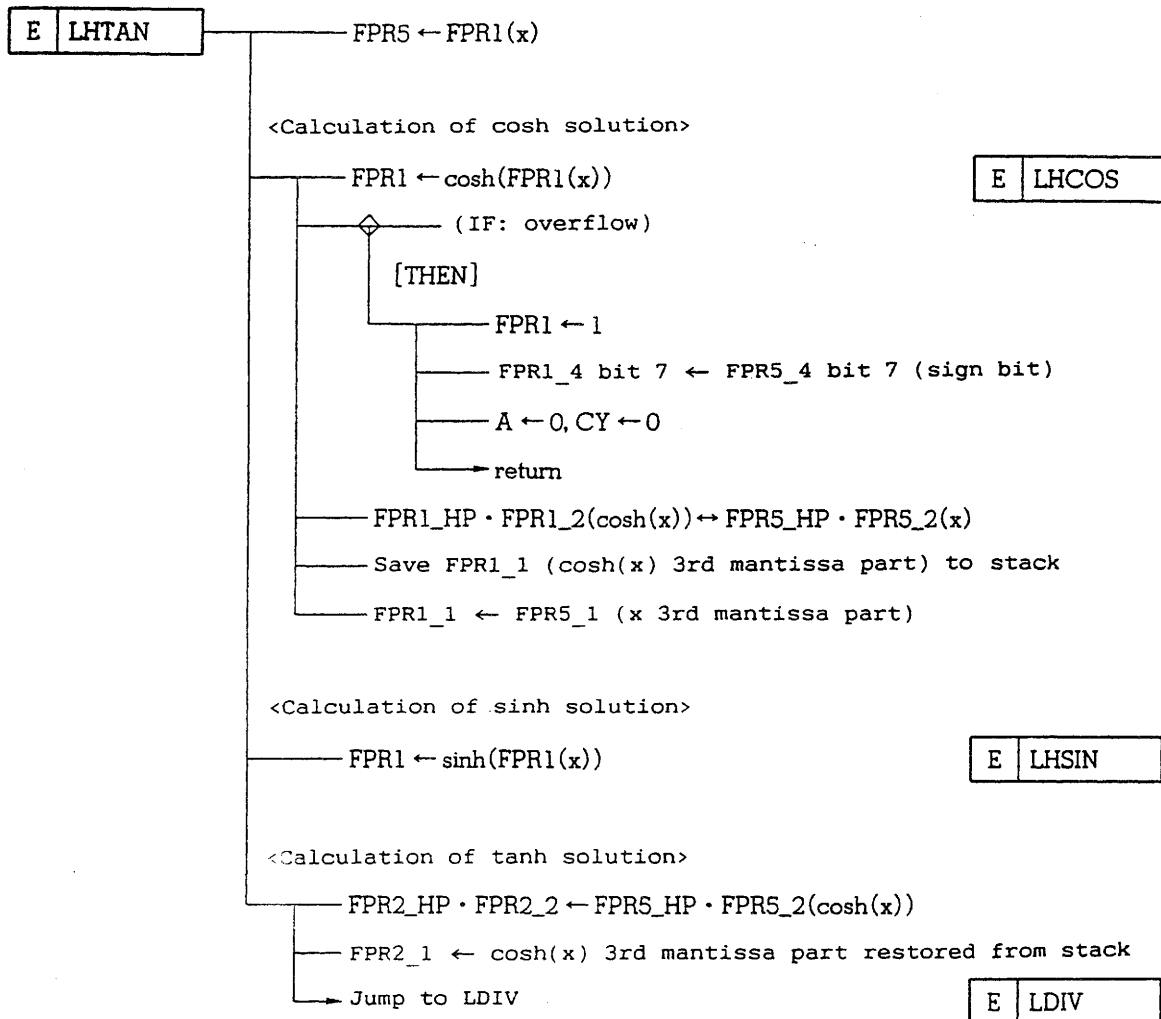 E LHTAN FPR5 ← FPR1(x)
<Calculation of cosh solution>
FPR1 ← cosh(FPR1(x)) E LHCOS
(IF: overflow)
[THEN]
FPR1 ← 1
FPR1_4 bit 7 ← FPR5_4 bit 7 (sign bit)
A ← 0, CY ← 0
return
FPR1_HP · FPR1_2(cosh(x)) ↔ FPR5_HP · FPR5_2(x)
Save FPR1_1 (cosh(x) 3rd mantissa part) to stack
FPR1_1 ← FPR5_1 (x 3rd mantissa part)
<Calculation of sinh solution>
FPR1 ← sinh(FPR1(x)) E LHSIN
<Calculation of tanh solution>
FPR2_HP · FPR2_2 ← FPR5_HP · FPR5_2(cosh(x))
FPR2_1 ← cosh(x) 3rd mantissa part restored from stack
Jump to LDIV E LDIV